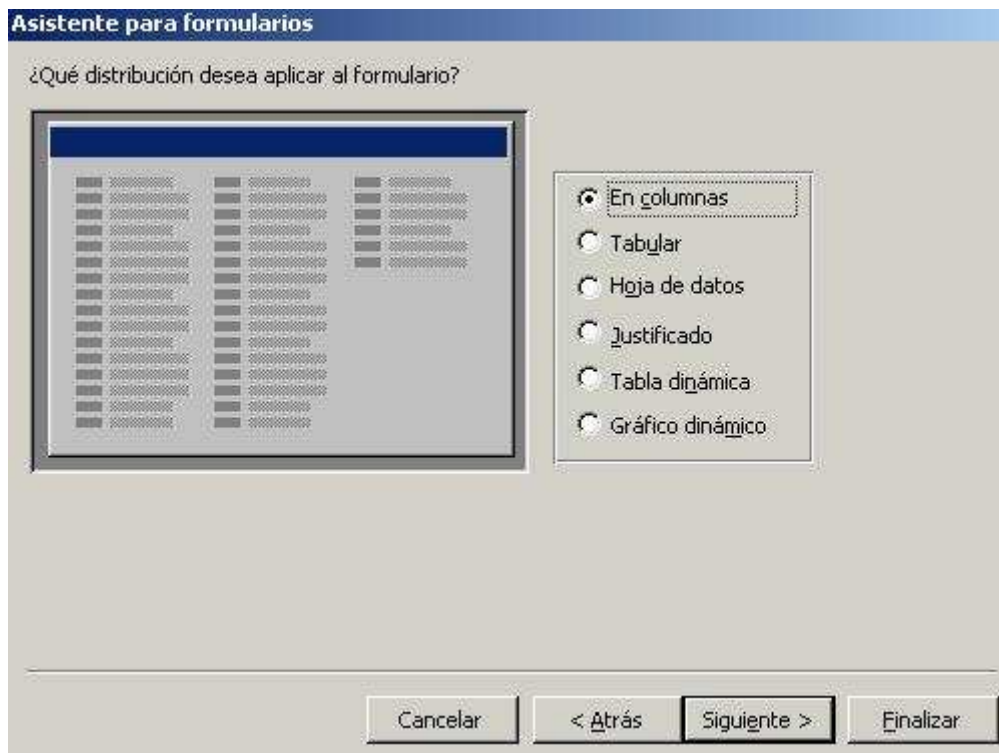 Asistente para formularios
¿Qué distribución desea aplicar al formulario?
En columnas
Tabular
Hoja de datos
Justificado
Tabla dinámica
Gráfico dinámico
Cancelar
< Atrás
Siguiente >
Finalizar